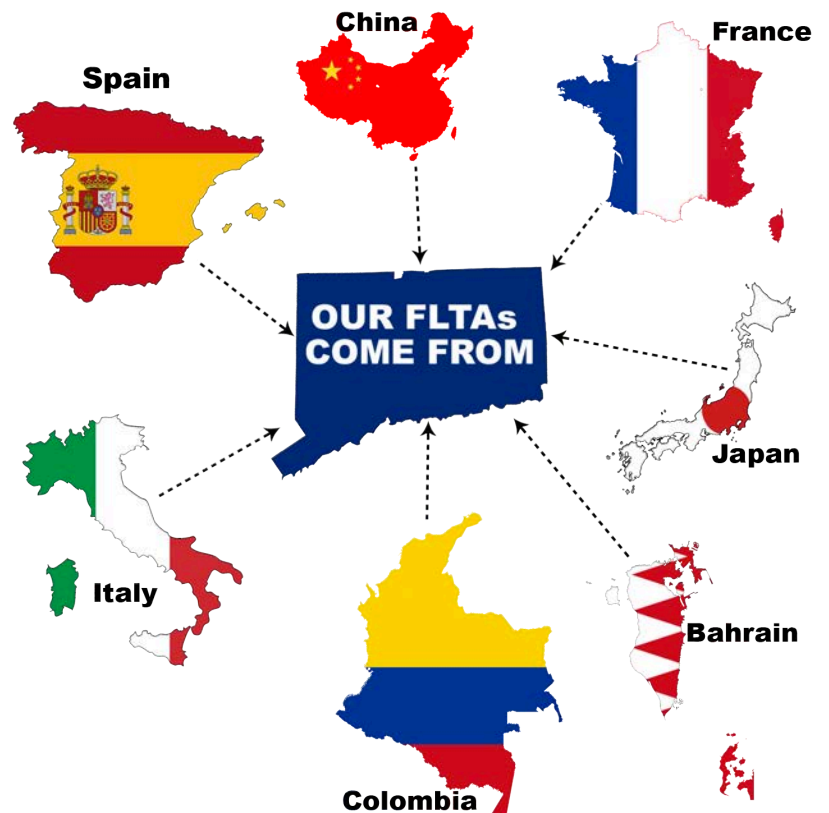 China
France
Spain
OUR FLTAs
COME FROM
Japan
Italy
Bahrain
Colombia